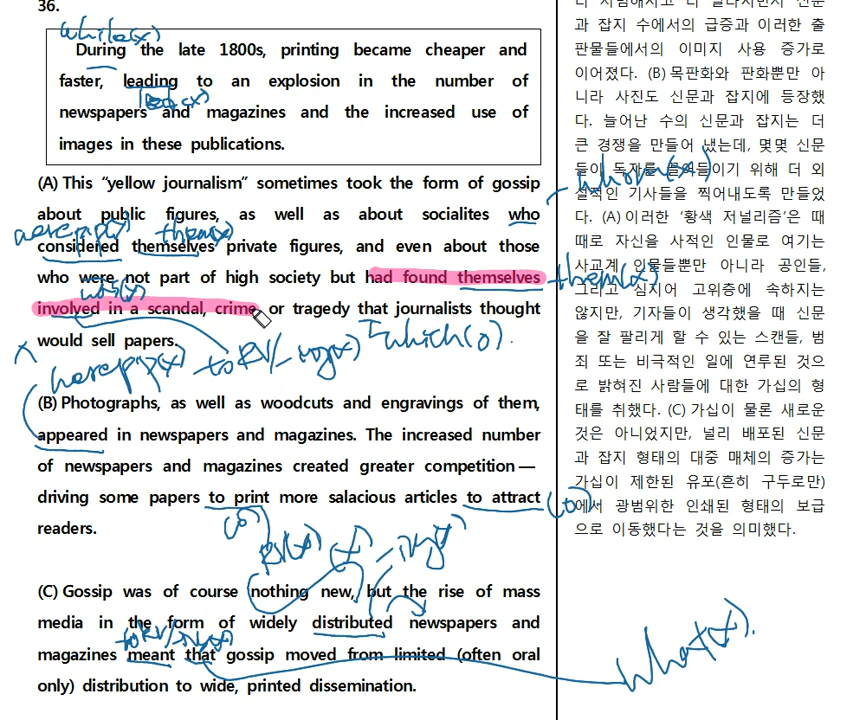 36.
while(x)
During the late 1800s, printing became cheaper and
faster, leading to an explosion in the number of
newspapers and magazines and the increased use of
images in these publications.
(A) This “yellow journalism” sometimes took the form of gossip
whom(x)
about public figures, as well as about socialites who
them(x)
considered themselves private figures, and even about those
who were not part of high society but had found themselves
them(x)
was(x)
involved in a scandal, crime or tragedy that journalists thought
which(o).
would sell papers.
(B) Photographs, as well as woodcuts and engravings of them,
appeared in newspapers and magazines. The increased number
of newspapers and magazines created greater competition—
driving some papers to print more salacious articles to attract
(o)
readers.
(C) Gossip was of course nothing new, but the rise of mass
media in the form of widely distributed newspapers and
magazines meant that gossip moved from limited (often oral
what(x).
only) distribution to wide, printed dissemination.
과 잡지 수에서의 급증과 이러한 출
판물들에서의 이미지 사용 증가로
이어졌다. (B) 목판화와 판화뿐만 아
니라 사진도 신문과 잡지에 등장했
다. 늘어난 수의 신문과 잡지는 더
큰 경쟁을 만들어 냈는데, 몇몇 신문
들이 독자를 끌어들이기 위해 더 외
설적인 기사들을 찍어내도록 만들었
다. (A) 이러한 ‘황색 저널리즘’은 때
때로 자신을 사적인 인물로 여기는
사교계 인물들뿐만 아니라 공인들,
그리고 심지어 고위층에 속하지는
않지만, 기자들이 생각했을 때 신문
을 잘 팔리게 할 수 있는 스캔들, 범
죄 또는 비극적인 일에 연루된 것으
로 밝혀진 사람들에 대한 가십의 형
태를 취했다. (C) 가십이 물론 새로운
것은 아니었지만, 널리 배포된 신문
과 잡지 형태의 대중 매체의 증가는
가십이 제한된 유포(흔히 구두로만)
에서 광범위한 인쇄된 형태의 보급
으로 이동했다는 것을 의미했다.